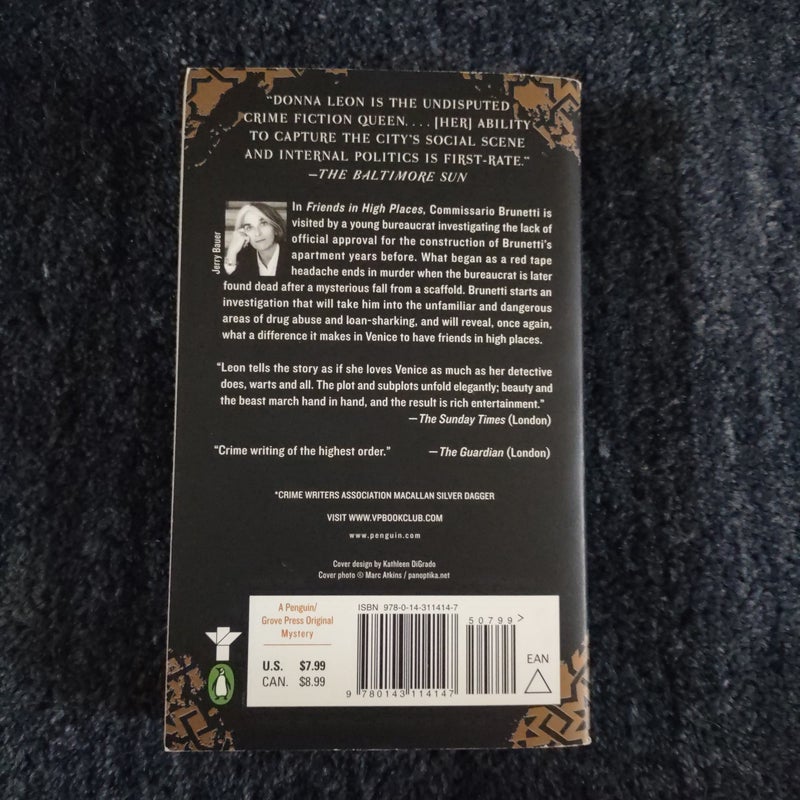 "DONNA LEON IS THE UNDISPUTED
CRIME FICTION QUEEN. . . . [HER] ABILITY
TO CAPTURE THE CITY'S SOCIAL SCENE
AND INTERNAL POLITICS IS FIRST-RATE."
—THE BALTIMORE SUN
Jerry Bauer
In Friends in High Places, Commissario Brunetti is
visited by a young bureaucrat investigating the lack of
official approval for the construction of Brunetti's
apartment years before. What began as a red tape
headache ends in murder when the bureaucrat is later
found dead after a mysterious fall from a scaffold. Brunetti starts an
investigation that will take him into the unfamiliar and dangerous
areas of drug abuse and loan-sharking, and will reveal, once again,
what a difference it makes in Venice to have friends in high places.
"Leon tells the story as if she loves Venice as much as her detective
does, warts and all. The plot and subplots unfold elegantly; beauty and
the beast march hand in hand, and the result is rich entertainment."
—The Sunday Times (London)
"Crime writing of the highest order." —The Guardian (London)
*CRIME WRITERS ASSOCIATION MACALLAN SILVER DAGGER
VISIT WWW.VPBOOKCLUB.COM
www.penguin.com
Cover design by Kathleen DiGrado
Cover photo © Marc Atkins / panoptika.net
A Penguin/
Grove Press Original
Mystery
U.S. $7.99
CAN. $8.99
ISBN 978-0-14-311414-7
50799>
9 780143 114147
EAN